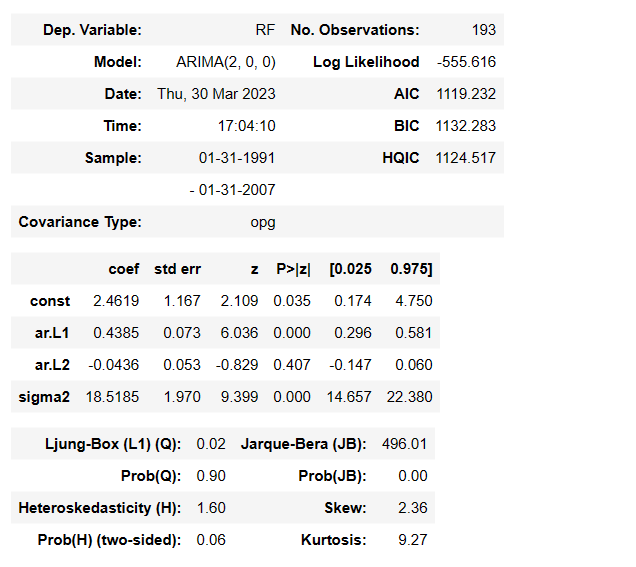 Dep. Variable: RF No. Observations: 193
Model: ARIMA(2, 0, 0) Log Likelihood -555.616
Date: Thu, 30 Mar 2023 AIC 1119.232
Time: 17:04:10 BIC 1132.283
Sample: 01-31-1991 HQIC 1124.517
- 01-31-2007
Covariance Type: opg
coef std err z P>|z| [0.025 0.975]
const 2.4619 1.167 2.109 0.035 0.174 4.750
ar.L1 0.4385 0.073 6.036 0.000 0.296 0.581
ar.L2 -0.0436 0.053 -0.829 0.407 -0.147 0.060
sigma2 18.5185 1.970 9.399 0.000 14.657 22.380
Ljung-Box (L1) (Q): 0.02 Jarque-Bera (JB): 496.01
Prob(Q): 0.90 Prob(JB): 0.00
Heteroskedasticity (H): 1.60 Skew: 2.36
Prob(H) (two-sided): 0.06 Kurtosis: 9.27